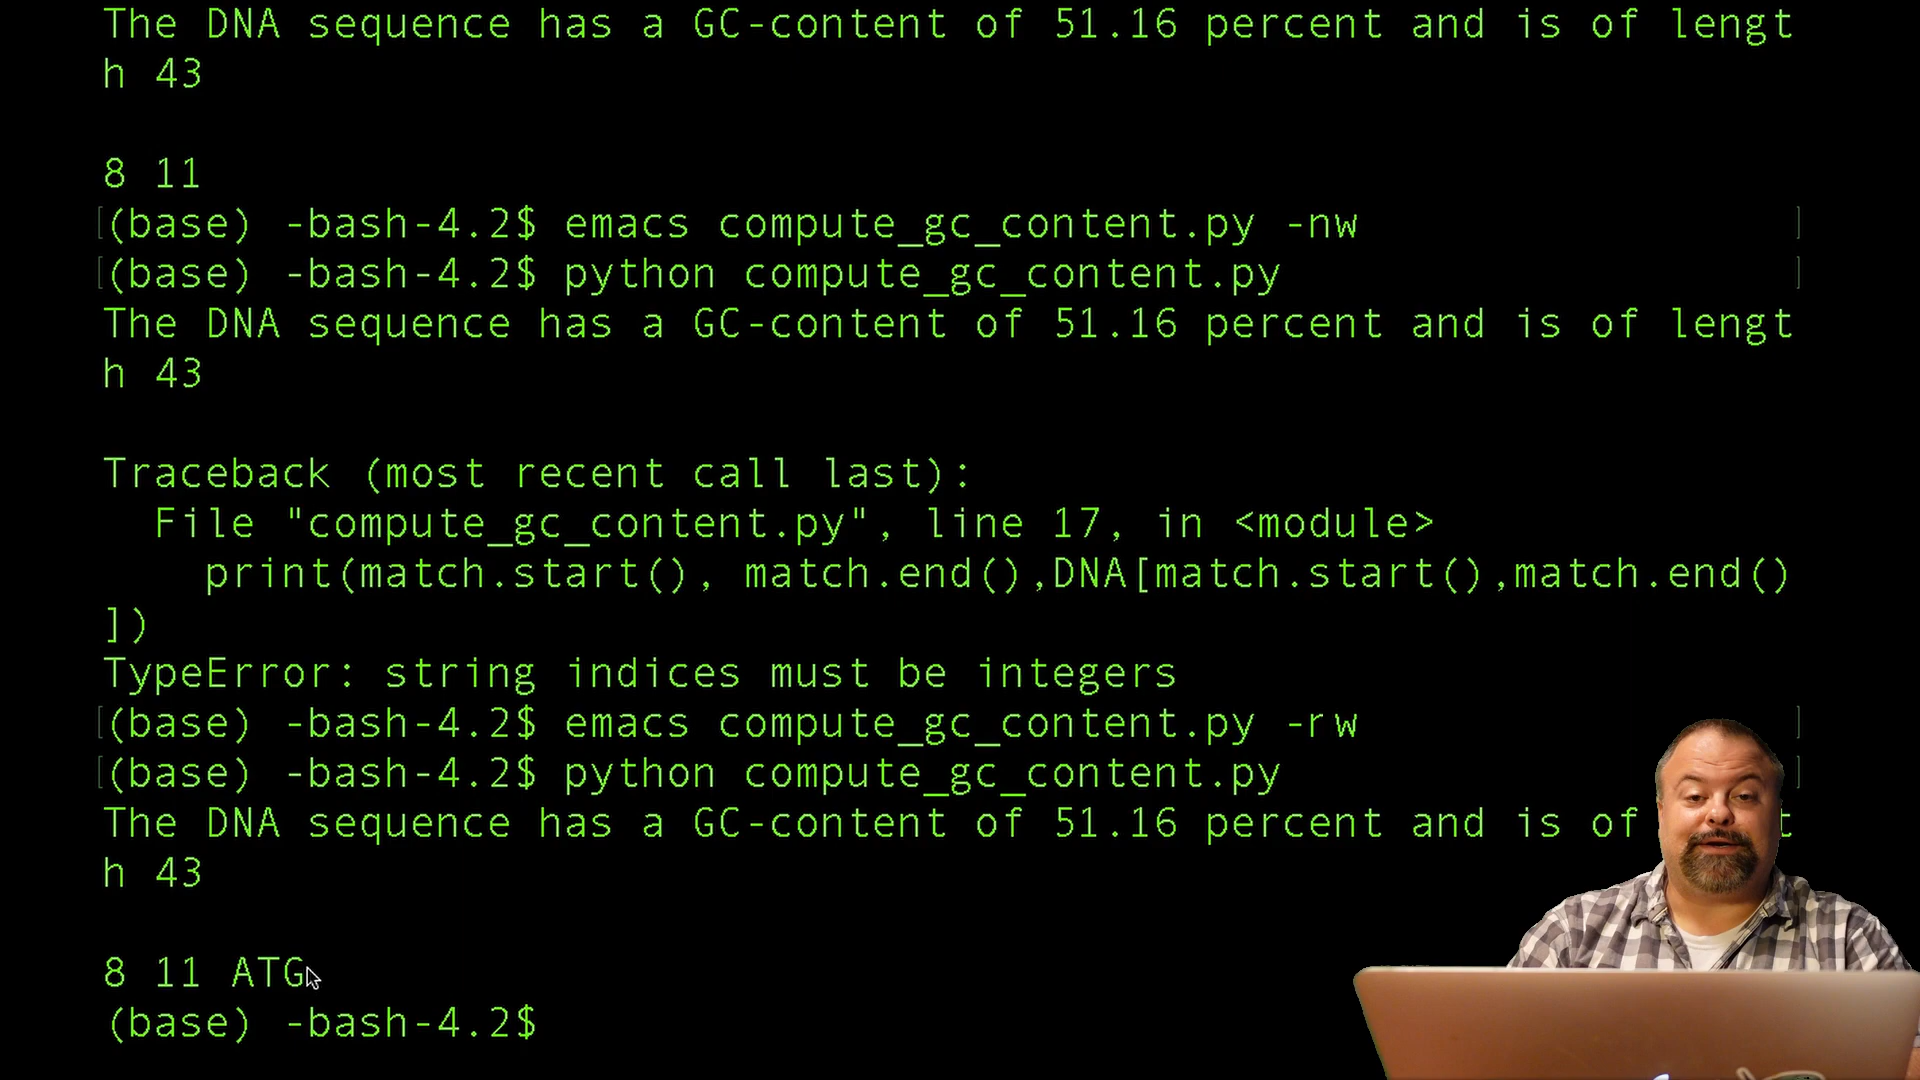 The DNA sequence has a GC-content of 51.16 percent and is of lengt
h 43
8 11
[(base) -bash-4.2$ emacs compute_gc_content.py -nw ]
[(base) -bash-4.2$ python compute_gc_content.py ]
The DNA sequence has a GC-content of 51.16 percent and is of lengt
h 43
Traceback (most recent call last):
File "compute_gc_content.py", line 17, in <module>
print(match.start(), match.end(),DNA[match.start(),match.end()
])
TypeError: string indices must be integers
[(base) -bash-4.2$ emacs compute_gc_content.py -rw ]
[(base) -bash-4.2$ python compute_gc_content.py ]
The DNA sequence has a GC-content of 51.16 percent and is of
h 43
8 11 ATG
(base) -bash-4.2$